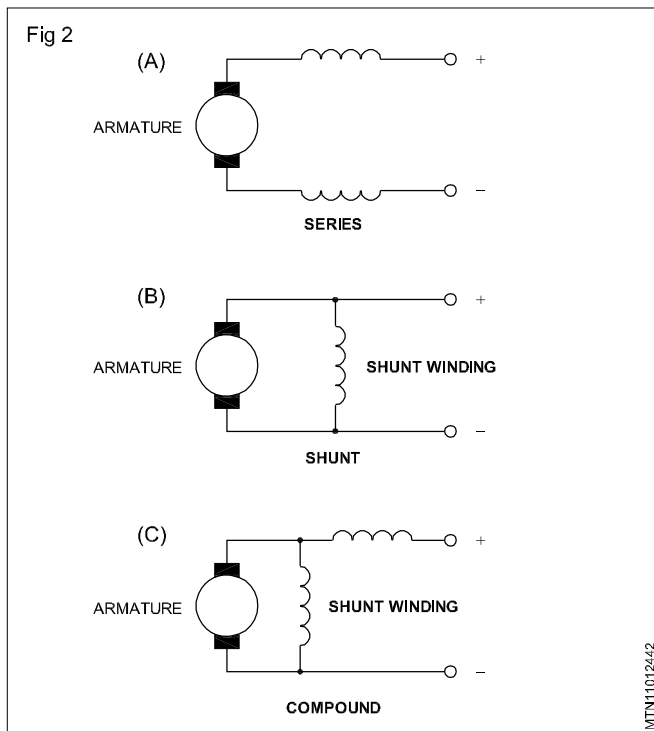 Fig 2
(A)
+
ARMATURE
−
SERIES
(B)
+
ARMATURE
SHUNT WINDING
−
SHUNT
(C)
+
ARMATURE
SHUNT WINDING
−
COMPOUND
MTN11012442